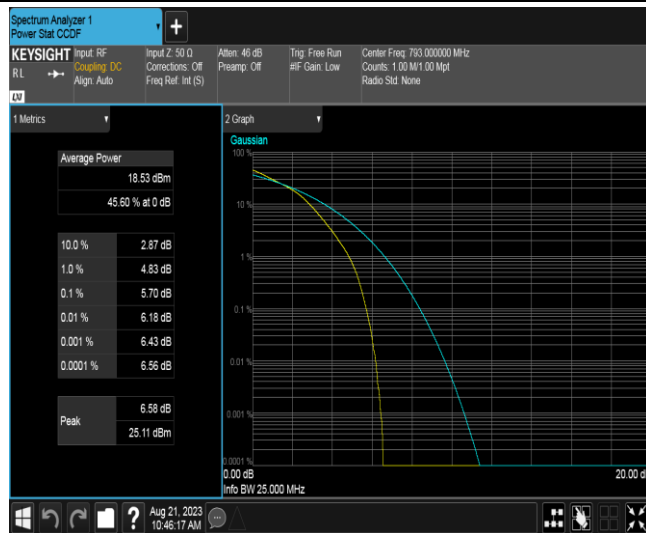 Spectrum Analyzer 1
Power Stat CCDF
+
KEYSIGHT
RL
Input: RF
Coupling: DC
Align: Auto
Input Z: 50 Ω
Corrections: Off
Freq Ref: Int (S)
Atten: 46 dB
Preamp: Off
Trig: Free Run
#IF Gain: Low
Center Freq: 793.000000 MHz
Counts: 1.00 M/1.00 Mpt
Radio Std: None
1 Metrics
Average Power
18.53 dBm
45.60 % at 0 dB
10.0 % 2.87 dB
1.0 % 4.83 dB
0.1 % 5.70 dB
0.01 % 6.18 dB
0.001 % 6.43 dB
0.0001 % 6.56 dB
Peak
6.58 dB
25.11 dBm
2 Graph
Gaussian
100 %
10 %
1 %
0.1 %
0.01 %
0.001 %
0.0001 %
0.00 dB
20.00 d
Info BW 25.000 MHz
?
Aug 21, 2023
10:46:17 AM